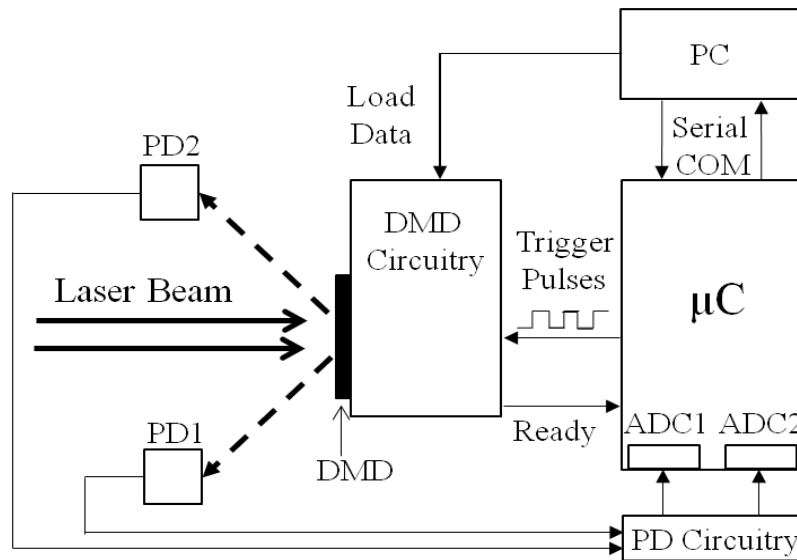 PC
Load
Data
Serial
COM
PD2
DMD
Circuitry
Trigger
Pulses
μC
Laser Beam
PD1
DMD
Ready
ADC1 ADC2
PD Circuitry